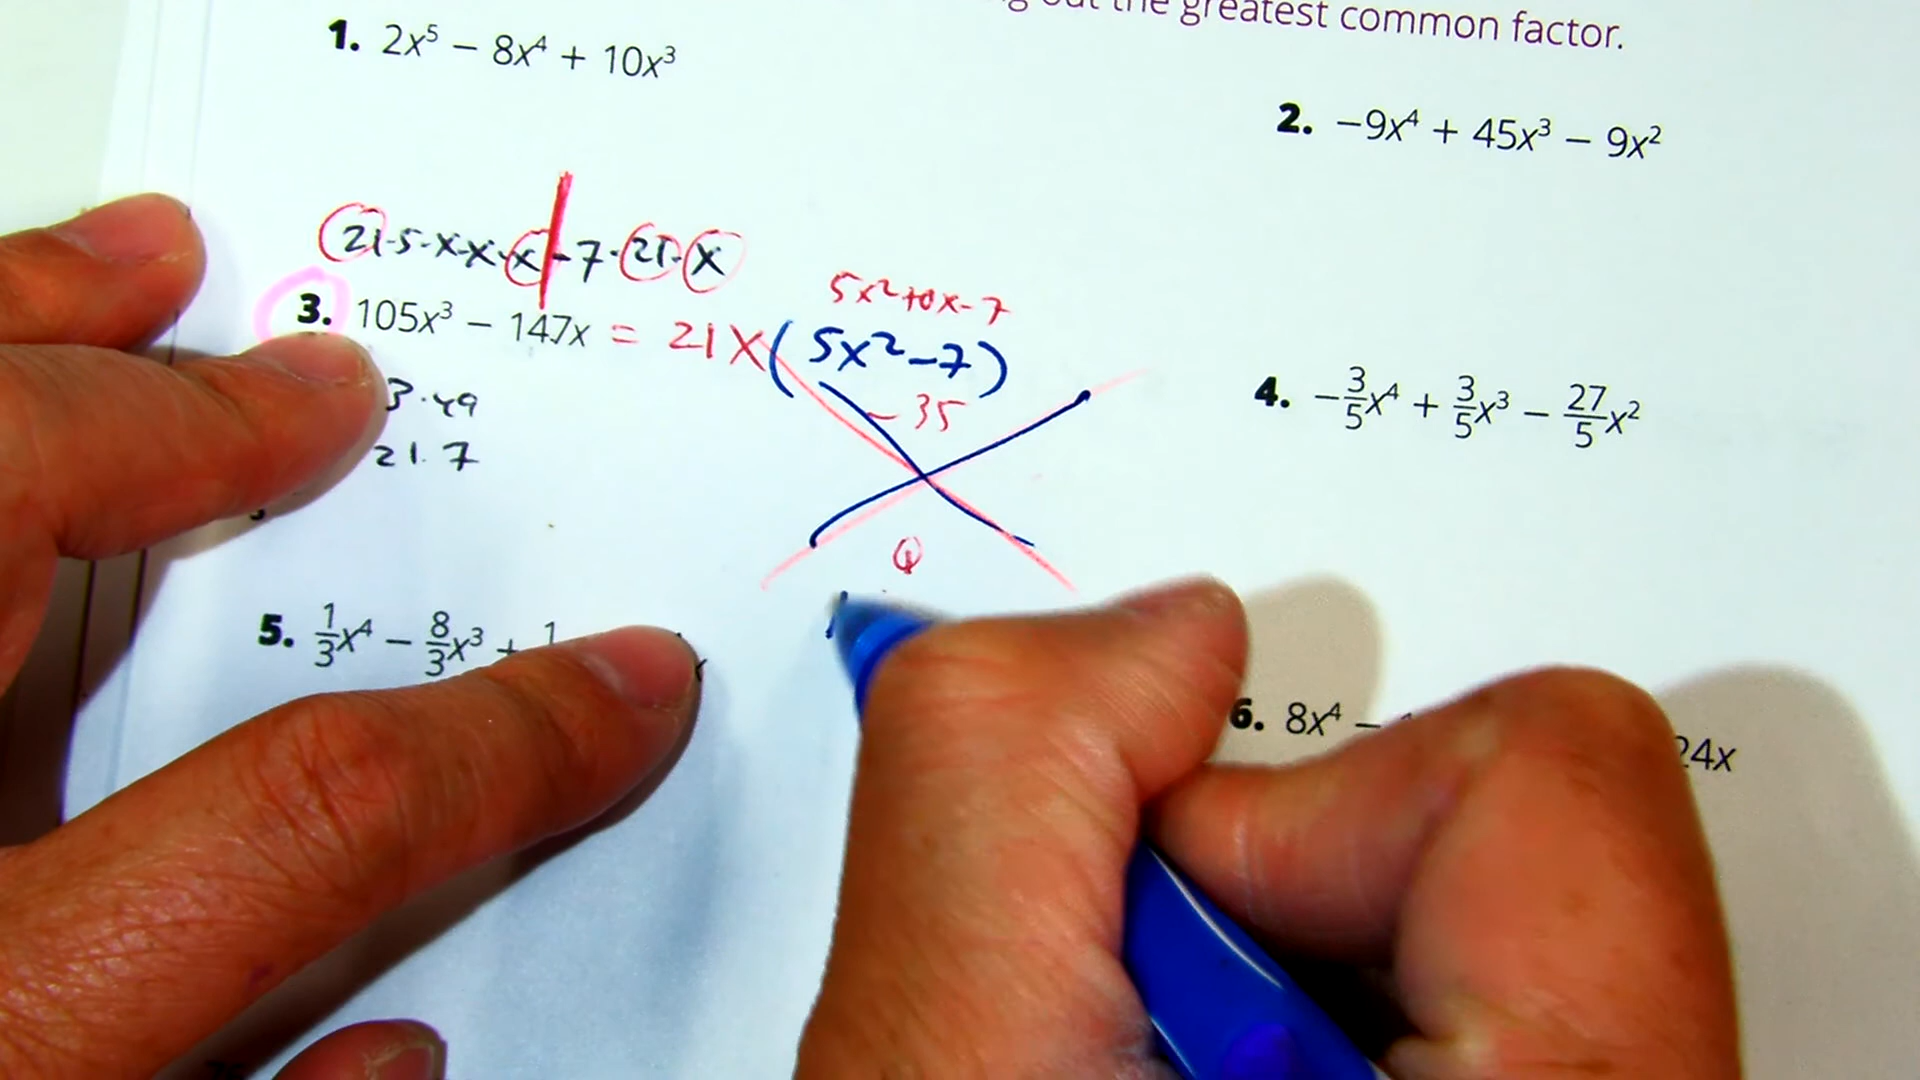 out the greatest common factor.
1. 2x⁵ – 8x⁴ + 10x³
2. –9x⁴ + 45x³ – 9x²
21·5·x·x·x – 7·21·x
3. 105x³ – 147x = 21x(5x²–7)
5x²+0x-7
3·49
21·7
-35
0
4. –3/5x⁴ + 3/5x³ – 27/5x²
5. 1/3x⁴ – 8/3x³ + 1
6. 8x⁴ – 24x